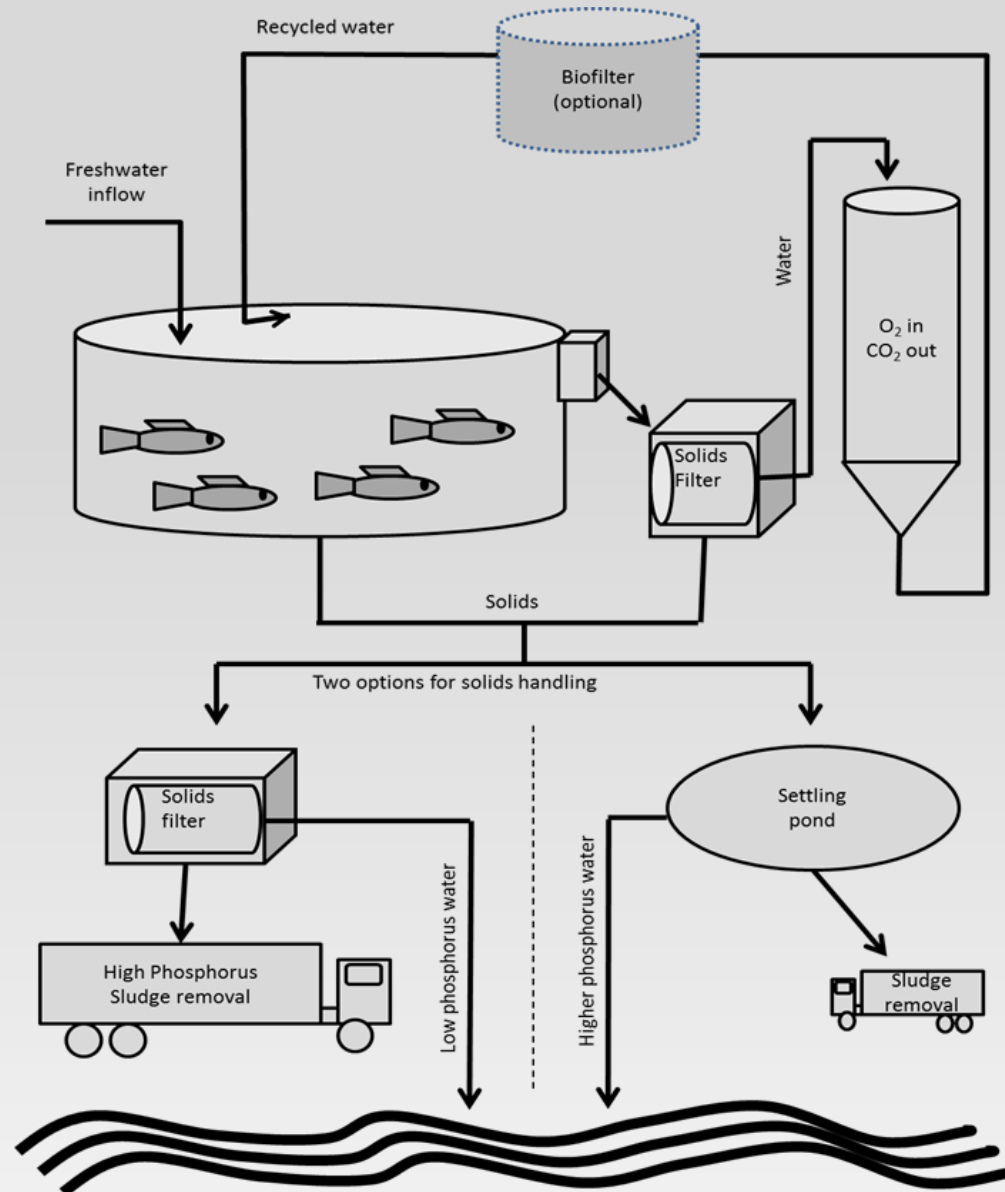 Recycled water
Biofilter
(optional)
Freshwater
inflow
Water
O₂ in
CO₂ out
Solids
Filter
Solids
Two options for solids handling
Solids
filter
Settling
pond
Low phosphorus water
Higher phosphorus water
High Phosphorus
Sludge removal
Sludge
removal